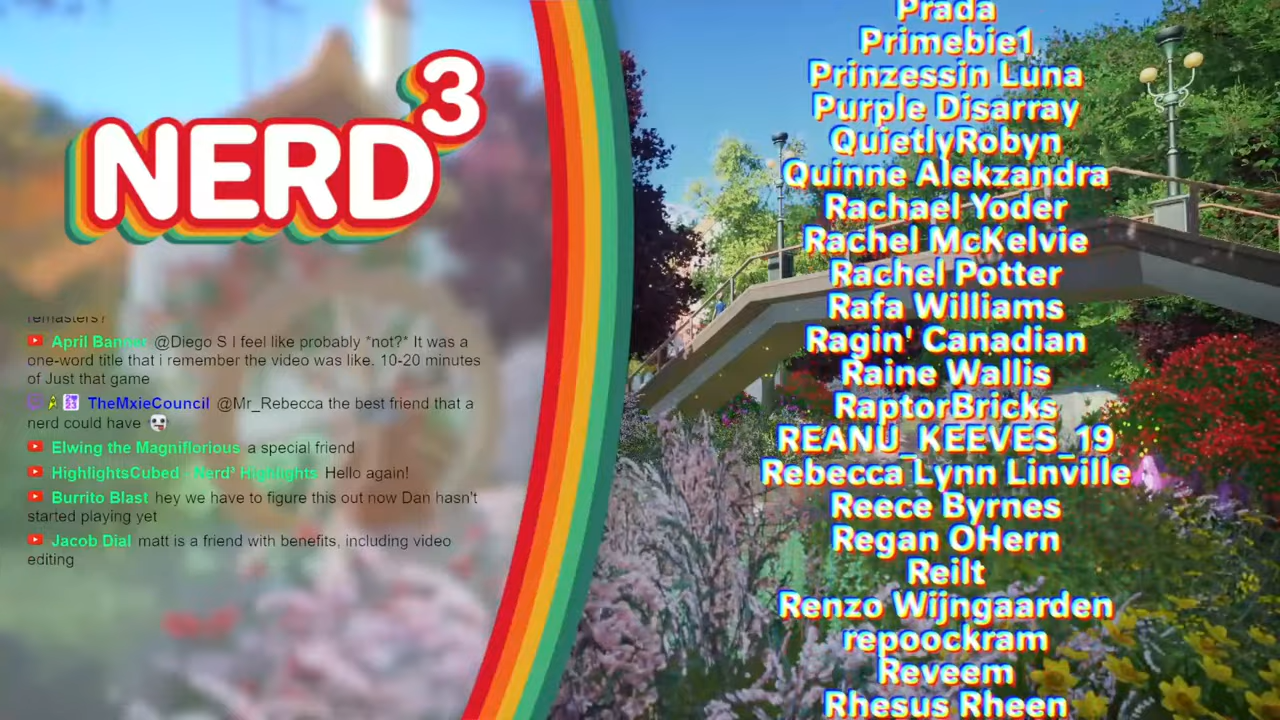 NERD³
remasters?
April Banner @Diego S I feel like probably *not?* It was a
one-word title that i remember the video was like. 10-20 minutes
of Just that game
TheMxieCouncil @Mr_Rebecca the best friend that a
nerd could have
Elwing the Magniflorious a special friend
HighlightsCubed - Nerd³ Highlights Hello again!
Burrito Blast hey we have to figure this out now Dan hasn't
started playing yet
Jacob Dial matt is a friend with benefits, including video
editing
Prada
Primebie1
Prinzessin Luna
Purple Disarray
QuietlyRobyn
Quinne Alekzandra
Rachael Yoder
Rachel McKelvie
Rachel Potter
Rafa Williams
Ragin' Canadian
Raine Wallis
RaptorBricks
REANU_KEEVES_19
Rebecca Lynn Linville
Reece Byrnes
Regan OHern
Reilt
Renzo Wijngaarden
repoockram
Reveem
Rhesus Rheen